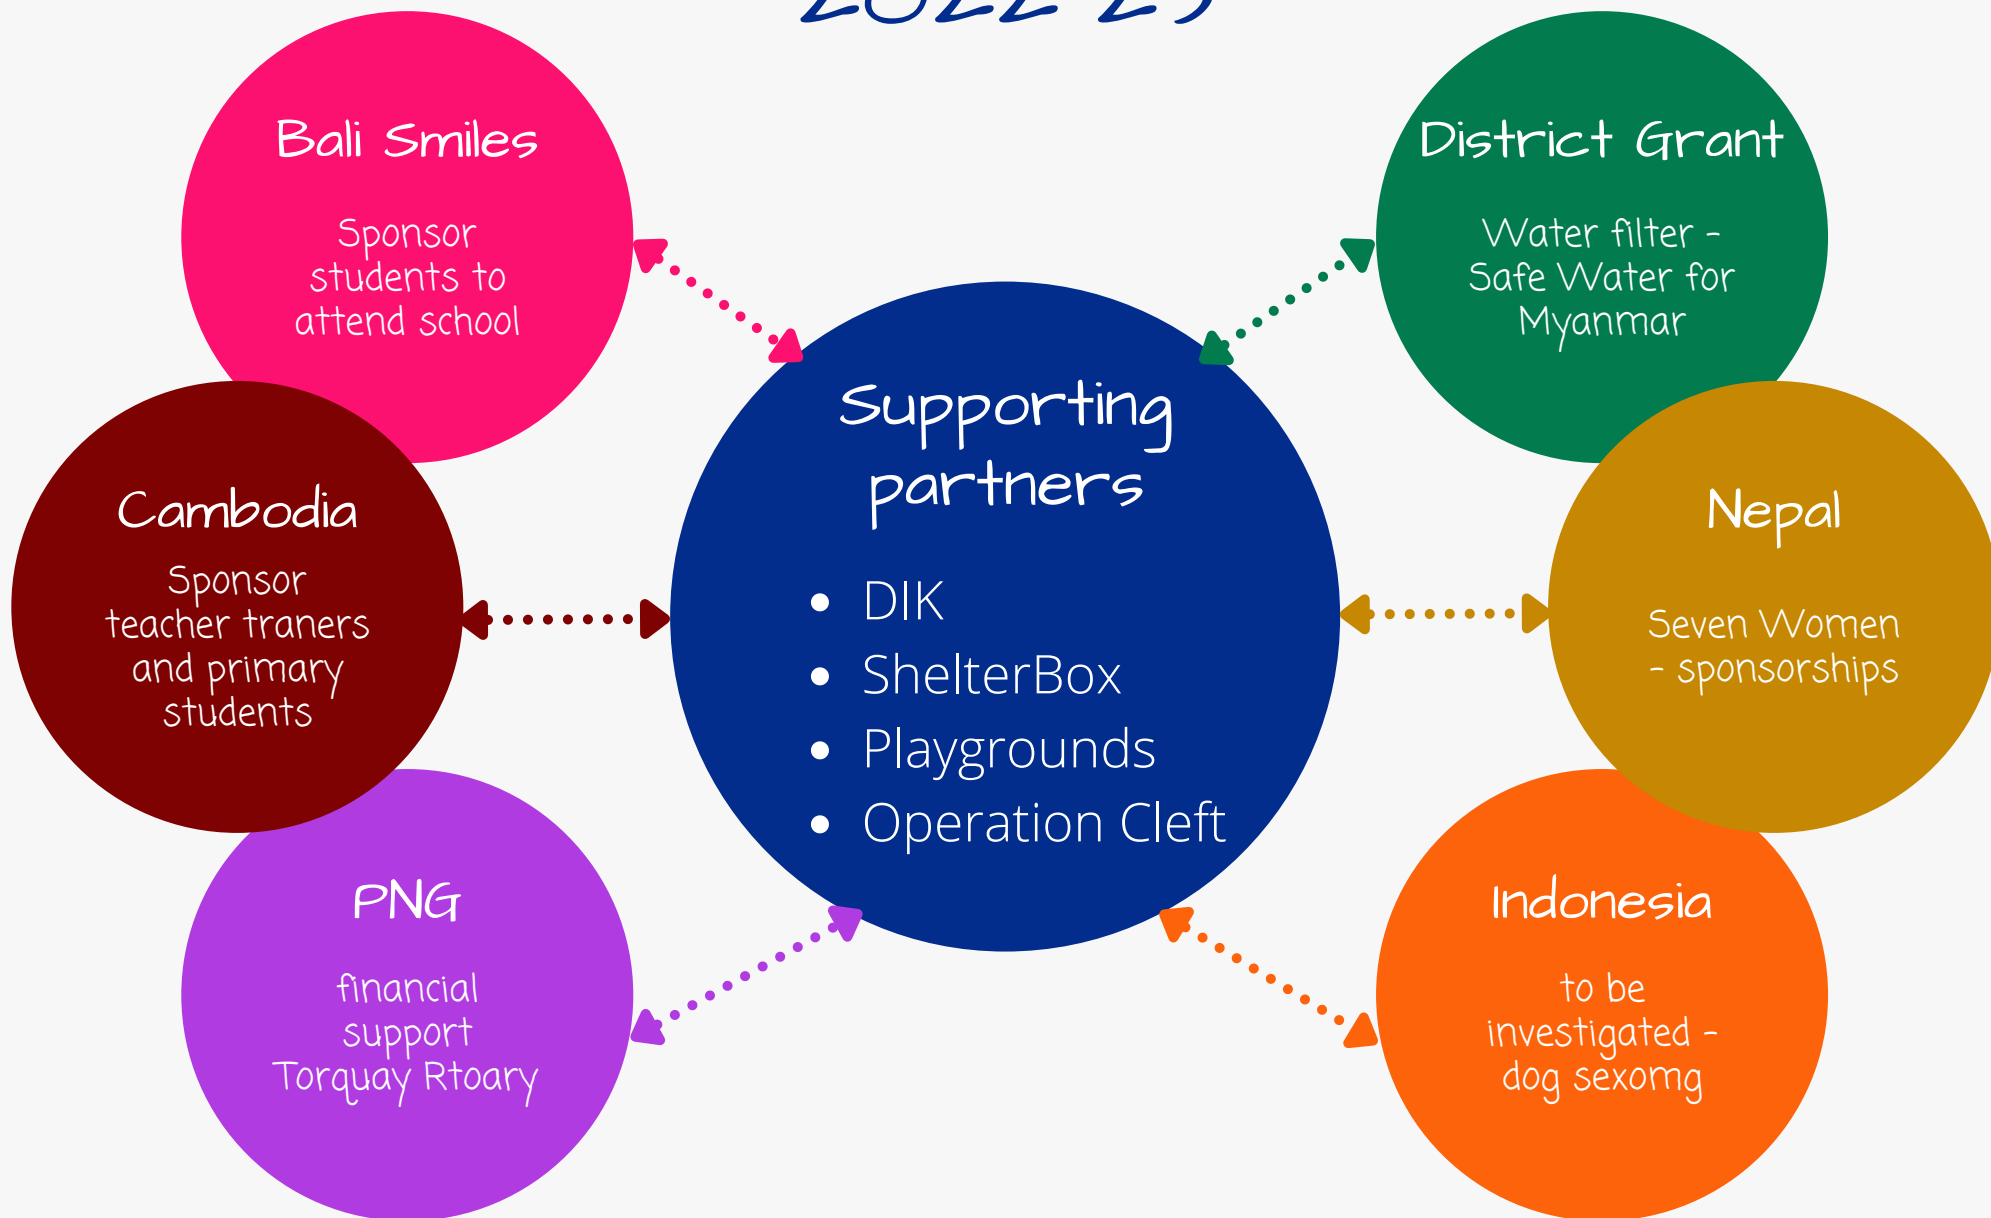 2022-23
Bali Smiles
Sponsor
students to
attend school
District Grant
Water filter -
Safe Water for
Myanmar
Supporting
partners
• DIK
• ShelterBox
• Playgrounds
• Operation Cleft
Cambodia
Sponsor
teacher traners
and primary
students
Nepal
Seven Women
- sponsorships
PNG
financial
support
Torquay Rtoary
Indonesia
to be
investigated -
dog sexomg